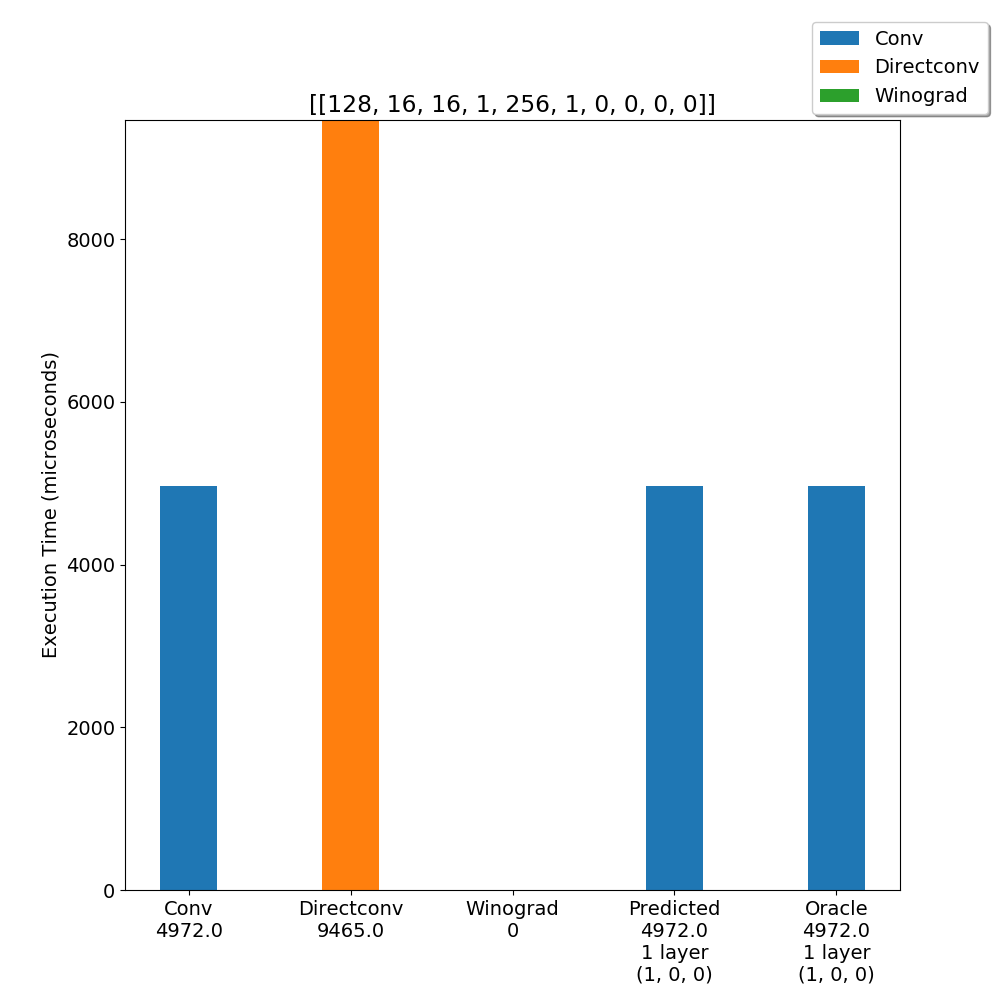 Conv
Directconv
Winograd
[[128, 16, 16, 1, 256, 1, 0, 0, 0, 0]]
Execution Time (microseconds)
8000
6000
4000
2000
0
Conv
4972.0
Directconv
9465.0
Winograd
0
Predicted
4972.0
1 layer
(1, 0, 0)
Oracle
4972.0
1 layer
(1, 0, 0)